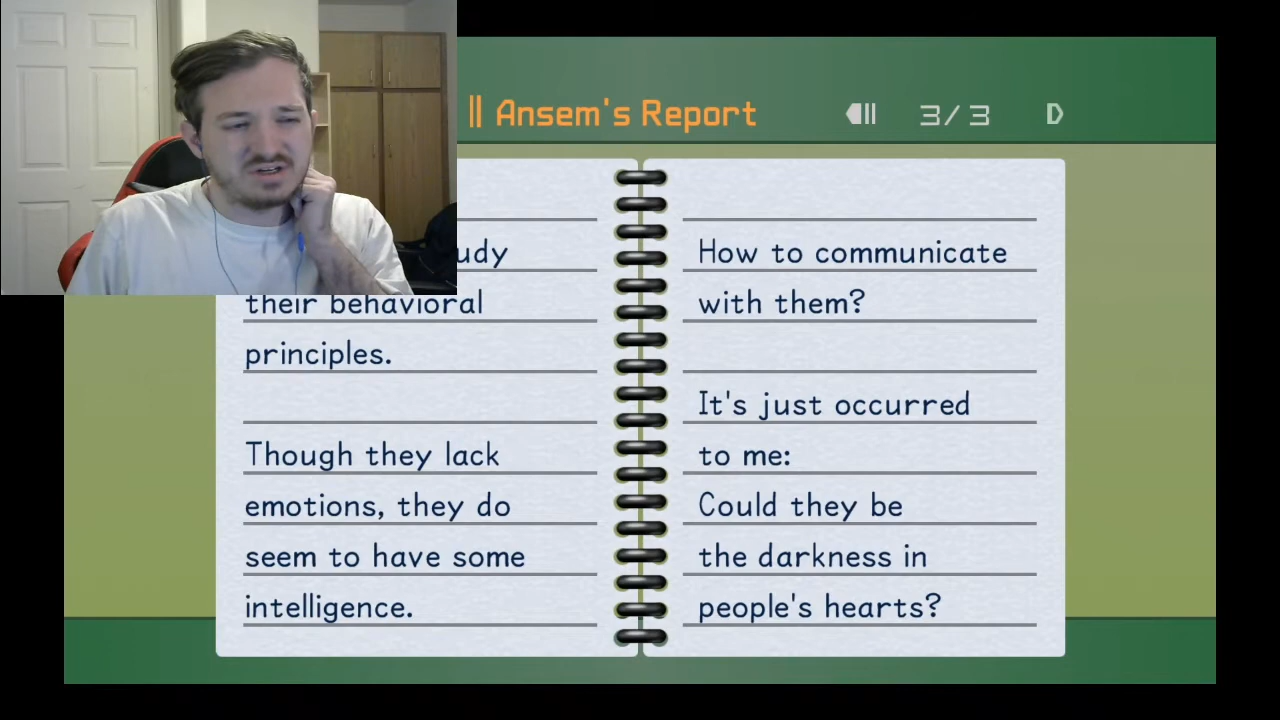 Ansem's Report
3/3
their behavioral
principles.
Though they lack
emotions, they do
seem to have some
intelligence.
How to communicate
with them?
It's just occurred
to me:
Could they be
the darkness in
people's hearts?